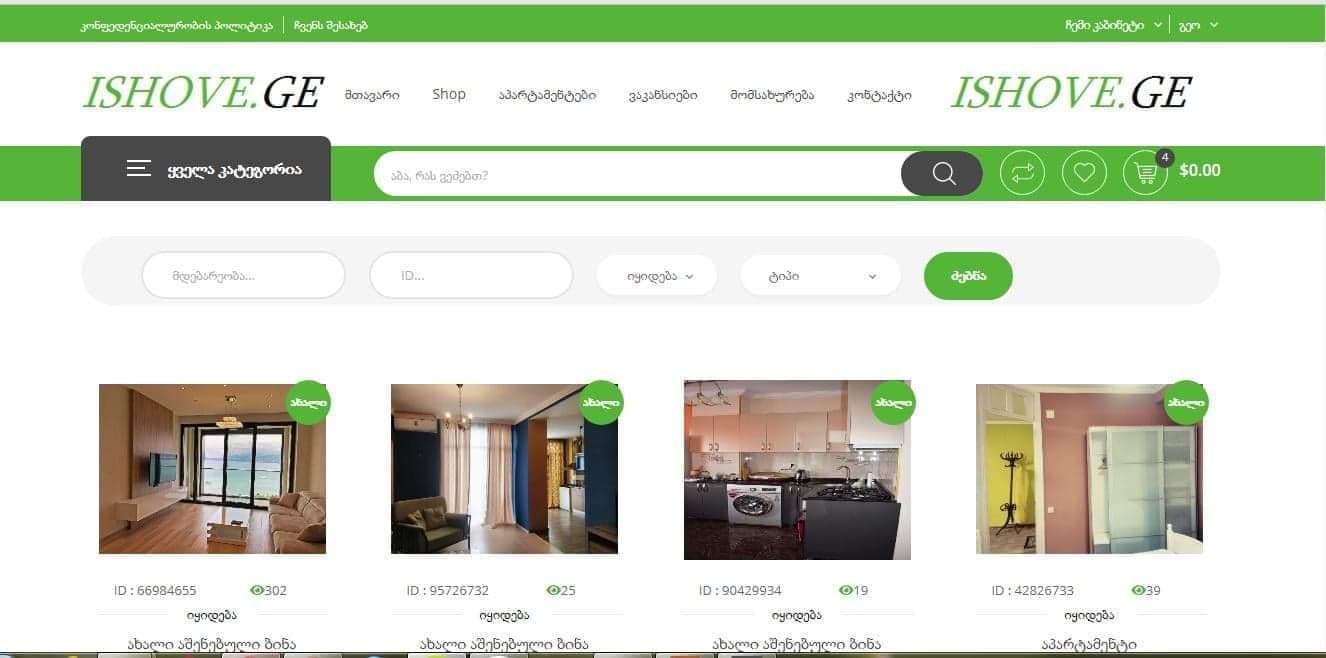 კონფედენციალურობის პოლიტიკა ჩვენს შესახებ ჩემი კაბინეტი გეო
ISHOVE.GE მთავარი Shop აპარტამენტები ვაკანსიები მომსახურება კონტაქტი ISHOVE.GE
ყველა კატეგორია აბა, რას ვეძებთ? 4 $0.00
მდებარეობა... ID... იყიდება ტიპი ძებნა
ახალი ახალი ახალი ახალი
ID : 66984655 302 ID : 95726732 25 ID : 90429934 19 ID : 42826733 39
იყიდება იყიდება იყიდება იყიდება
ახალი აშენებული ბინა ახალი აშენებული ბინა ახალი აშენებული ბინა აპარტამენტი